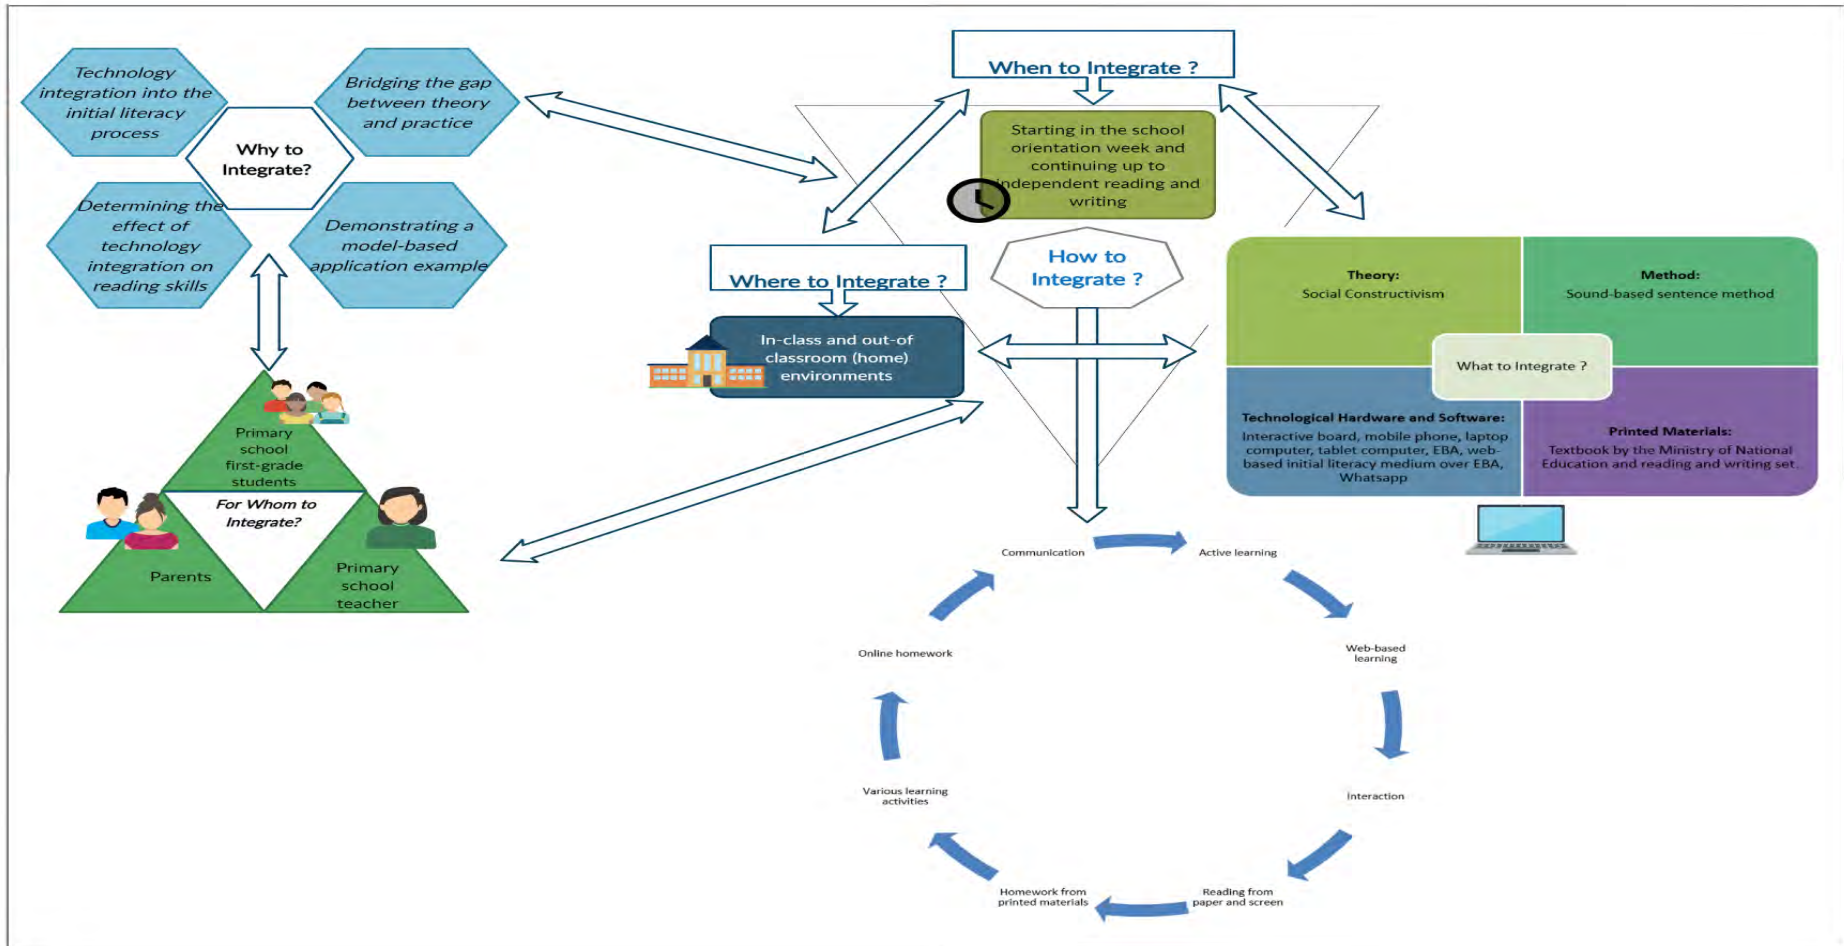 Technology
integration into the
initial literacy
process
Bridging the gap
between theory
and practice
Why to
Integrate?
Determining the
effect of
technology
integration on
reading skills
Demonstrating a
model-based
application example
Primary
school
first-grade
students
For Whom to
Integrate?
Parents
Primary
school
teacher
When to Integrate ?
Starting in the school
orientation week and
continuing up to
independent reading and
writing
Where to Integrate ?
In-class and out-of
classroom (home)
environments
How to
Integrate ?
Theory:
Social Constructivism
Method:
Sound-based sentence method
What to Integrate ?
Technological Hardware and Software:
Interactive board, mobile phone, laptop
computer, tablet computer, EBA, web-
based initial literacy medium over EBA,
Whatsapp
Printed Materials:
Textbook by the Ministry of National
Education and reading and writing set.
Communication
Active learning
Web-based
learning
Interaction
Reading from
paper and screen
Homework from
printed materials
Various learning
activities
Online homework